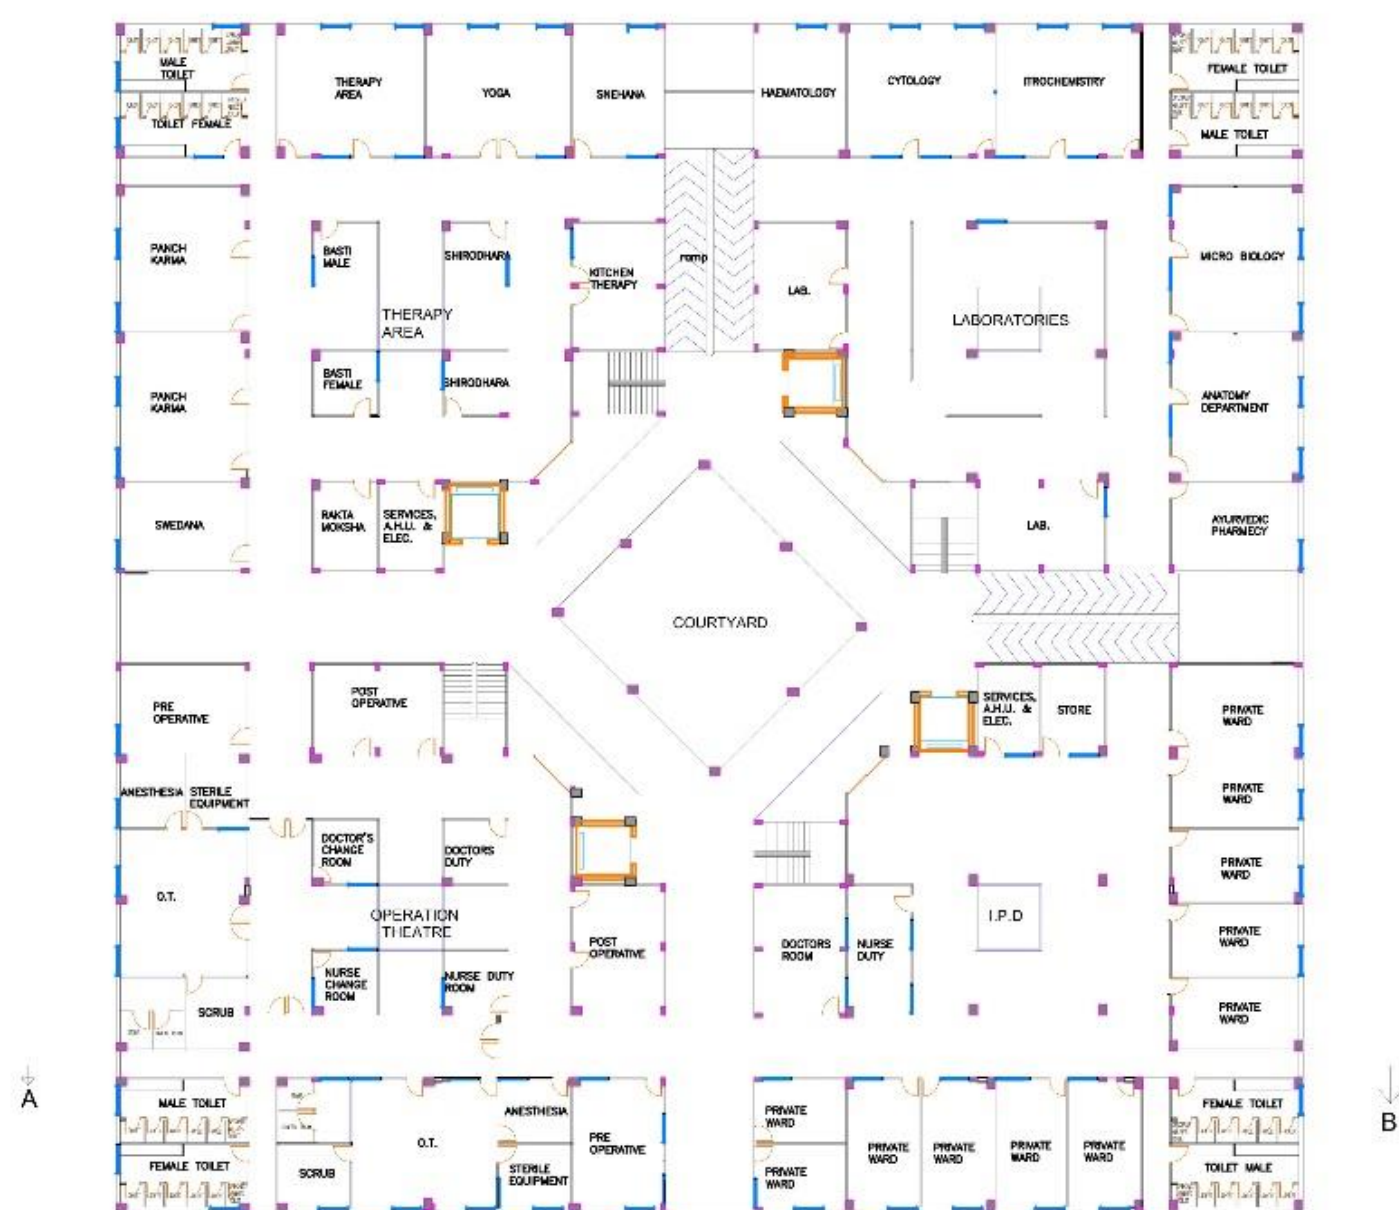 MALE
TOILET
TOILET FEMALE
THERAPY
AREA
YOGA
SNEHANA
HAEMATOLOGY
CYTOLOGY
ITROCHEMISTRY
FEMALE TOILET
MALE TOILET
PANCH
KARMA
BASTI
MALE
SHIRODHARA
KITCHEN
THERAPY
ramp
LAB.
MICRO BIOLOGY
THERAPY
AREA
LABORATORIES
PANCH
KARMA
BASTI
FEMALE
SHIRODHARA
ANATOMY
DEPARTMENT
SWEDANA
RAKTA
MOKSHA
SERVICES,
A.H.U. &
ELEC.
LAB.
AYURVEDIC
PHARMECY
COURTYARD
PRE
OPERATIVE
POST
OPERATIVE
SERVICES,
A.H.U. &
ELEC.
STORE
PRIVATE
WARD
ANESTHESIA
STERILE
EQUIPMENT
PRIVATE
WARD
DOCTOR'S
CHANGE
ROOM
DOCTORS
DUTY
PRIVATE
WARD
O.T.
OPERATION
THEATRE
POST
OPERATIVE
DOCTORS
ROOM
NURSE
DUTY
I.P.D
PRIVATE
WARD
NURSE
CHANGE
ROOM
NURSE DUTY
ROOM
SCRUB
PRIVATE
WARD
A
B
MALE TOILET
FEMALE TOILET
SCRUB
O.T.
ANESTHESIA
STERILE
EQUIPMENT
PRE
OPERATIVE
PRIVATE
WARD
PRIVATE
WARD
PRIVATE
WARD
PRIVATE
WARD
PRIVATE
WARD
PRIVATE
WARD
FEMALE TOILET
TOILET MALE